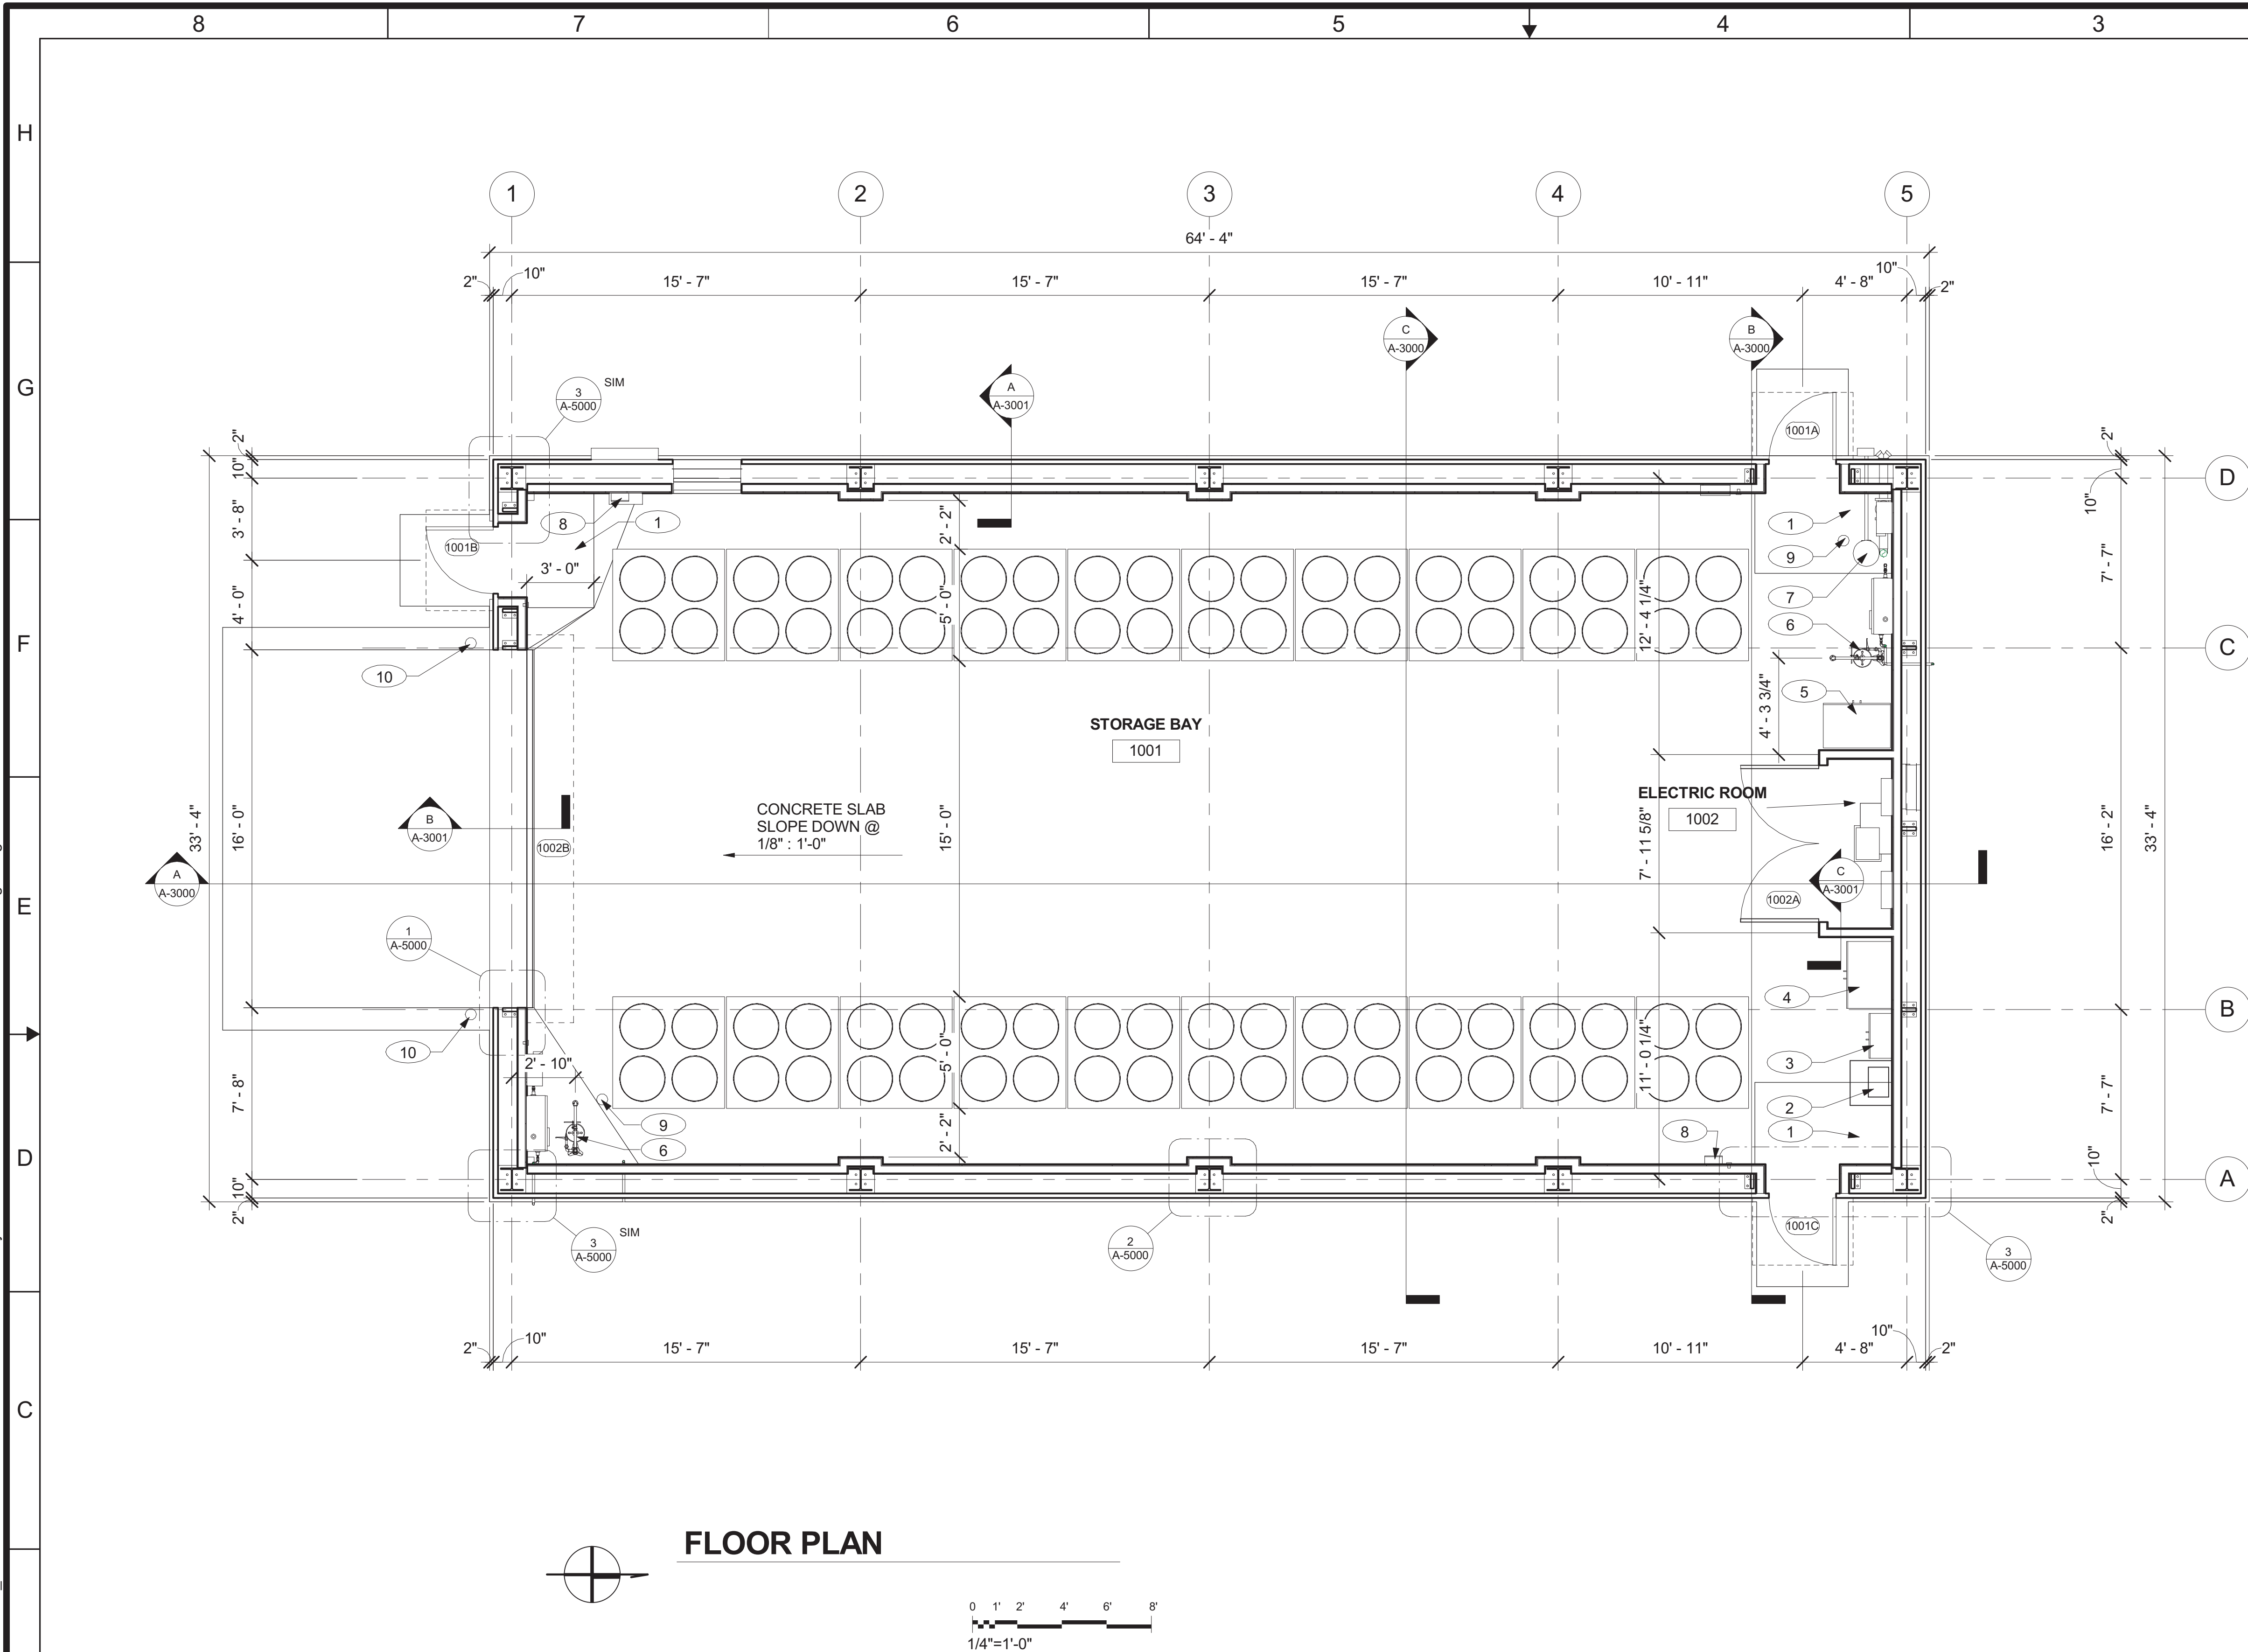 8 7 6 5 4 3
H
1 2 3 4 5
64' - 4"
2" 10" 15' - 7" 15' - 7" 15' - 7" 10' - 11" 4' - 8" 10" 2"
C
A-3000
B
A-3000
G
3
A-5000
SIM
A
A-3001
1001A
2"
10"
3' - 8"
4' - 0"
2"
10"
7' - 7"
D
8
1
1001B
3' - 0"
2' - 2"
5' - 0"
12' - 4 1/4"
1
9
7
6
F
10
C
5
4' - 3 3/4"
STORAGE BAY
1001
ELECTRIC ROOM
1002
CONCRETE SLAB
SLOPE DOWN @
1/8" : 1'-0"
33' - 4"
16' - 0"
15' - 0"
7' - 11 5/8"
16' - 2"
33' - 4"
B
A-3001
1002B
A
A-3000
C
A-3001
E
1002A
1
A-5000
4
B
10
2' - 10"
5' - 0"
11' - 0 1/4"
3
7' - 8"
7' - 7"
2
9
6
2' - 2"
8
1
D
10"
2"
10"
2"
A
1001C
3
A-5000
SIM
2
A-5000
3
A-5000
2" 10" 15' - 7" 15' - 7" 15' - 7" 10' - 11" 4' - 8" 10" 2"
C
FLOOR PLAN
0 1' 2' 4' 6' 8'
1/4"=1'-0"